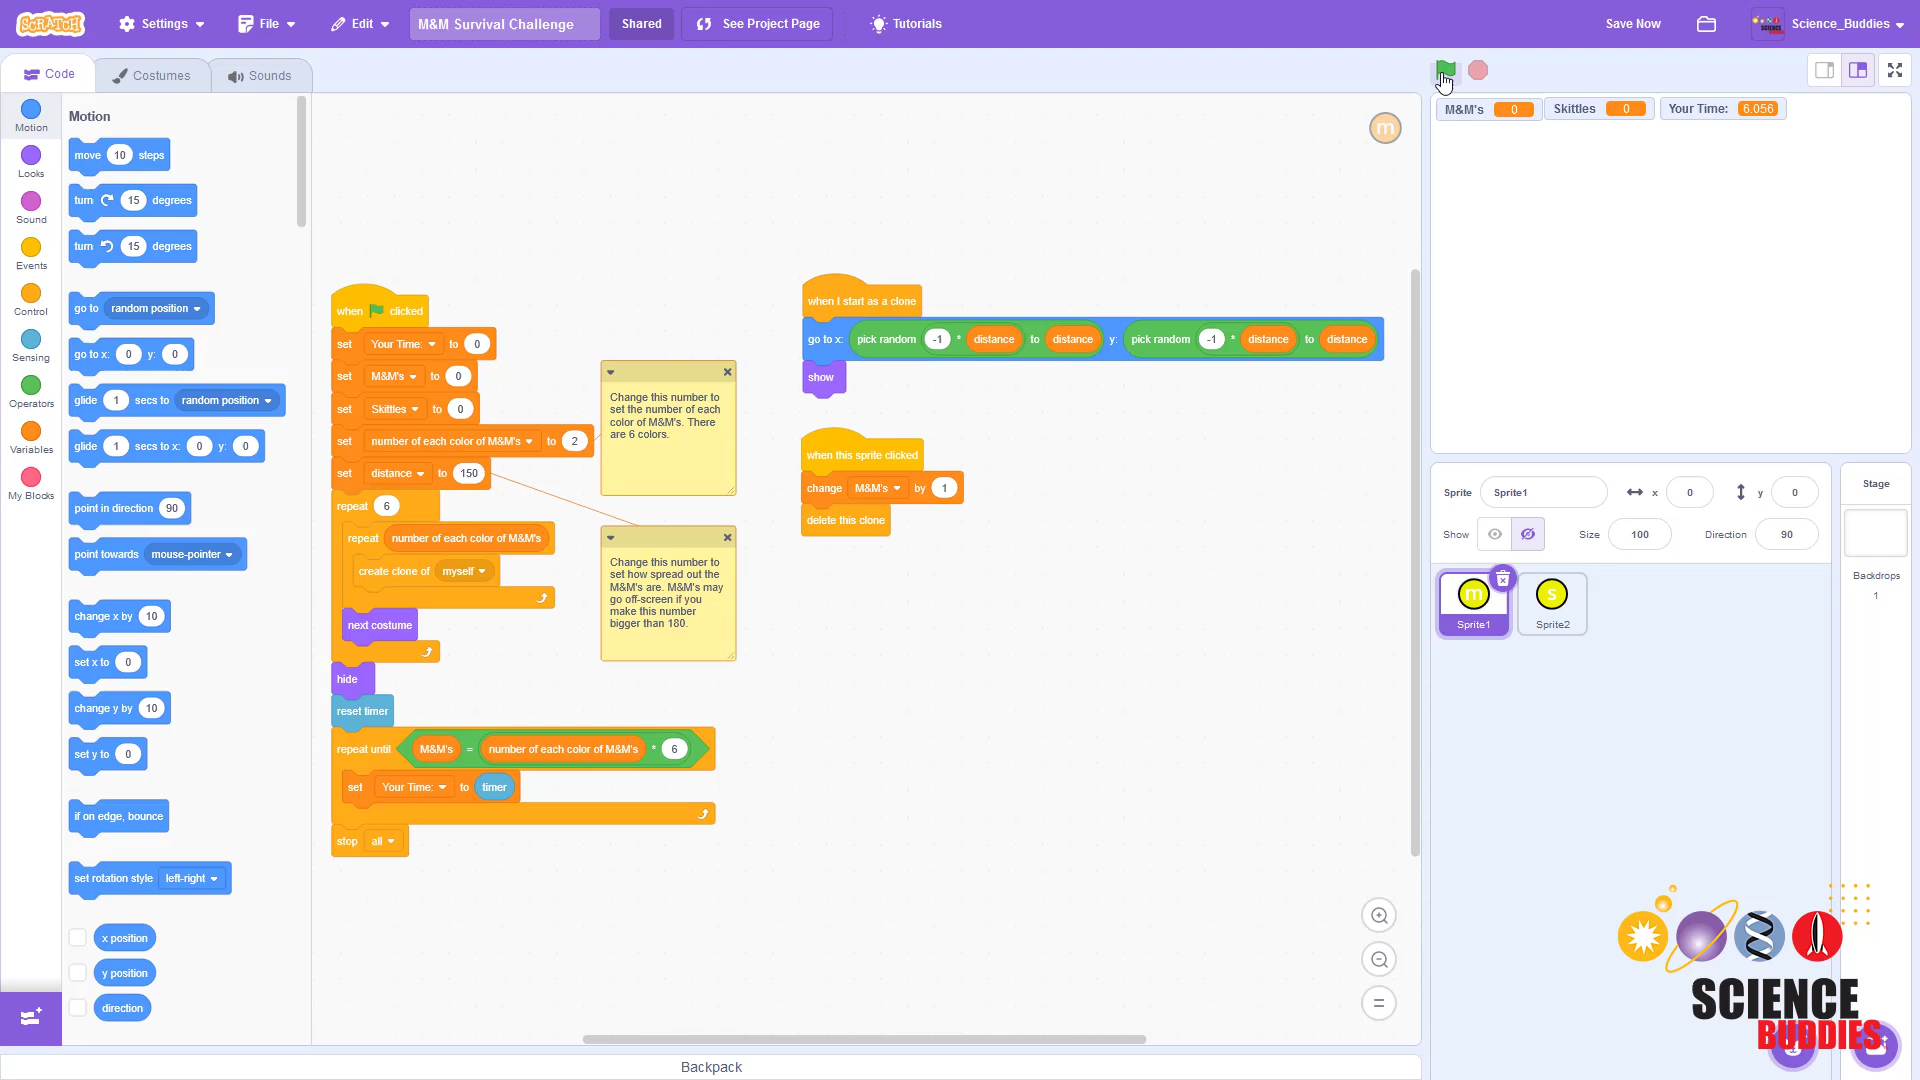 SCRATCH Settings File Edit M&M Survival Challenge Shared See Project Page Tutorials Save Now Science_Buddies
Code Costumes Sounds
Motion
Looks
Sound
Events
Control
Sensing
Operators
Variables
My Blocks
Motion
move 10 steps
turn 15 degrees
turn 15 degrees
go to random position
go to x: 0 y: 0
glide 1 secs to random position
glide 1 secs to x: 0 y: 0
point in direction 90
point towards mouse-pointer
change x by 10
set x to 0
change y by 10
set y to 0
if on edge, bounce
set rotation style left-right
x position
y position
direction
when clicked
set Your Time: to 0
set M&M's to 0
set Skittles to 0
set number of each color of M&M's to 2
set distance to 150
repeat 6
repeat number of each color of M&M's
create clone of myself
next costume
hide
reset timer
repeat until M&M's = number of each color of M&M's * 6
set Your Time: to timer
stop all
Change this number to
set the number of each
color of M&M's. There
are 6 colors.
Change this number to
set how spread out the
M&M's are. M&M's may
go off-screen if you
make this number
bigger than 180.
when I start as a clone
go to x: pick random -1 * distance to distance y: pick random -1 * distance to distance
show
when this sprite clicked
change M&M's by 1
delete this clone
m
M&M's 0 Skittles 0 Your Time: 6.056
Sprite Sprite1 x 0 y 0
Show Size 100 Direction 90
m
Sprite1
s
Sprite2
Stage
Backdrops
1
SCIENCE
BUDDIES
Backpack